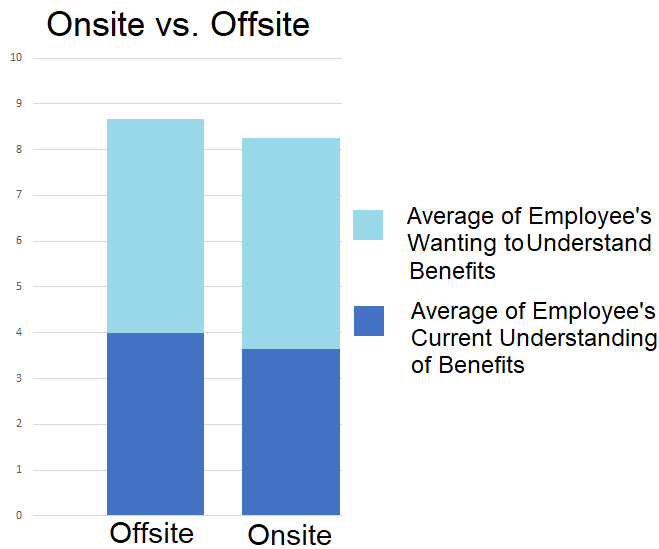 Onsite vs. Offsite
10
9
8
7
6
5
4
3
2
1
0
Offsite
Onsite
Average of Employee's
Wanting to Understand
Benefits
Average of Employee's
Current Understanding
of Benefits